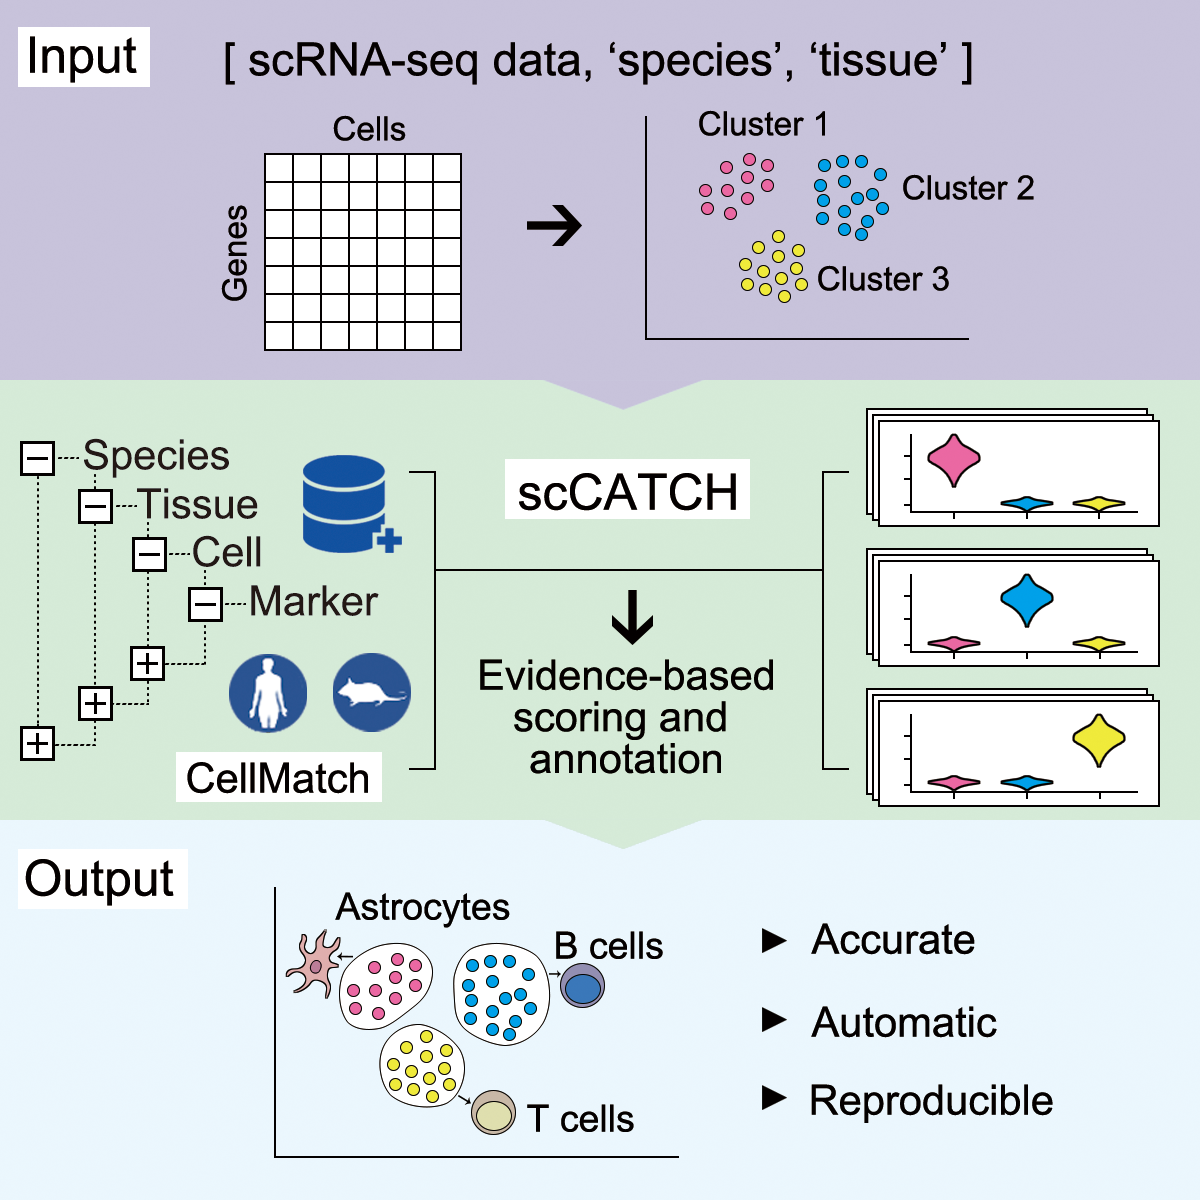 Input
[ scRNA-seq data, ‘species’, ‘tissue’ ]
Cells
Genes
Cluster 1
Cluster 2
Cluster 3
Species
Tissue
Cell
Marker
CellMatch
scCATCH
Evidence-based
scoring and
annotation
Output
Astrocytes
B cells
T cells
Accurate
Automatic
Reproducible